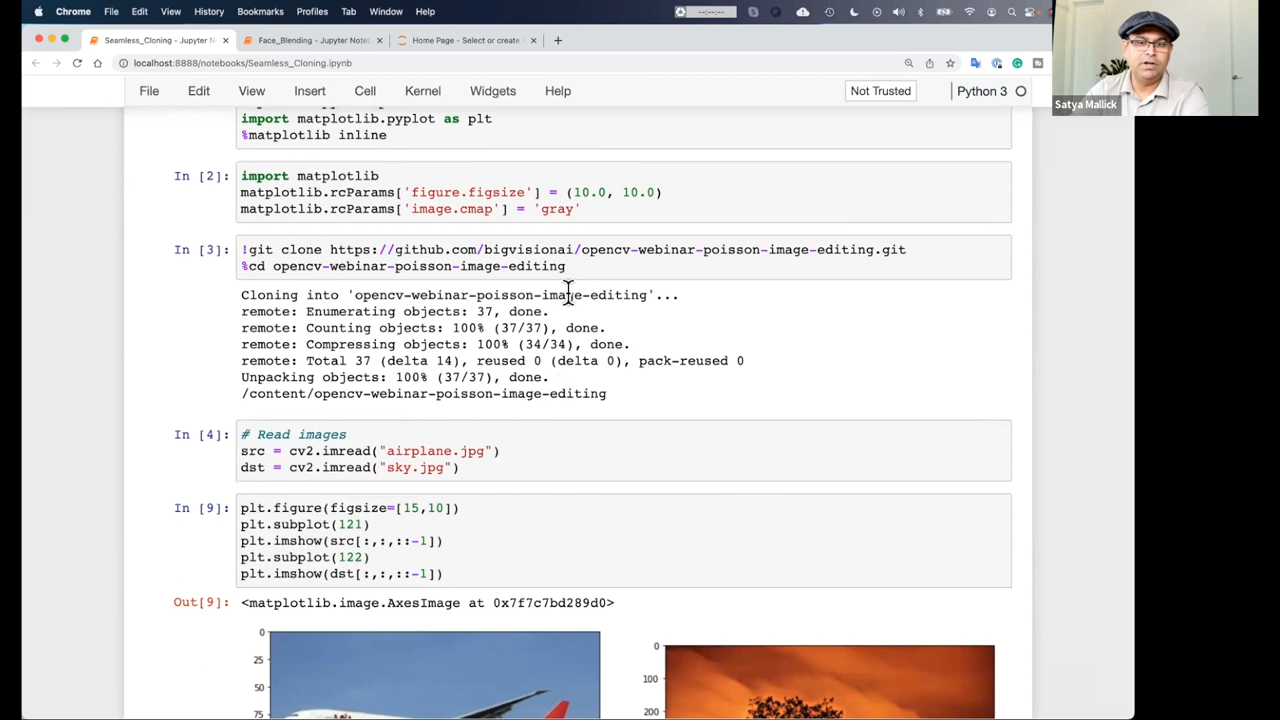 Chrome File Edit View History Bookmarks Profiles Tab Window Help --:--:--
Seamless_Cloning - Jupyter N Face_Blending - Jupyter Note Home Page - Select or create
localhost:8888/notebooks/Seamless_Cloning.ipynb
File Edit View Insert Cell Kernel Widgets Help Not Trusted Python 3
Satya Mallick
import matplotlib.pyplot as plt
%matplotlib inline
In [2]: import matplotlib
matplotlib.rcParams['figure.figsize'] = (10.0, 10.0)
matplotlib.rcParams['image.cmap'] = 'gray'
In [3]: !git clone https://github.com/bigvisionai/opencv-webinar-poisson-image-editing.git
%cd opencv-webinar-poisson-image-editing
Cloning into 'opencv-webinar-poisson-image-editing'...
remote: Enumerating objects: 37, done.
remote: Counting objects: 100% (37/37), done.
remote: Compressing objects: 100% (34/34), done.
remote: Total 37 (delta 14), reused 0 (delta 0), pack-reused 0
Unpacking objects: 100% (37/37), done.
/content/opencv-webinar-poisson-image-editing
In [4]: # Read images
src = cv2.imread("airplane.jpg")
dst = cv2.imread("sky.jpg")
In [9]: plt.figure(figsize=[15,10])
plt.subplot(121)
plt.imshow(src[:,:,::-1])
plt.subplot(122)
plt.imshow(dst[:,:,::-1])
Out[9]: <matplotlib.image.AxesImage at 0x7f7c7bd289d0>
0
25
50
75
0
100
200